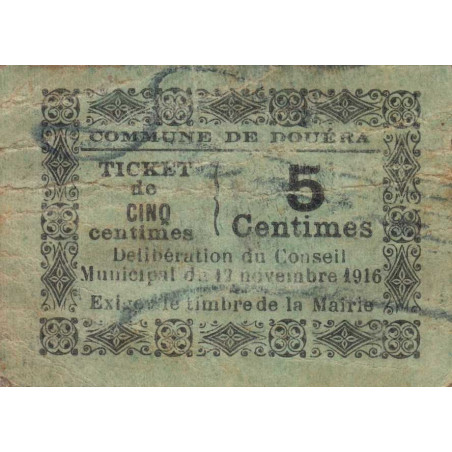 COMMUNE DE DOUÉRA
TICKET
de
CINQ
centimes
5
Centimes
Delibération du Conseil
Municipal du 17 novembre 1916
Exiger le timbre de la Mairie